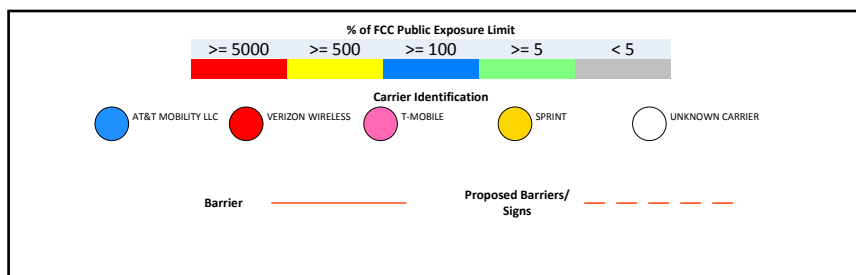 % of FCC Public Exposure Limit
>= 5000 >= 500 >= 100 >= 5 < 5
Carrier Identification
AT&T MOBILITY LLC VERIZON WIRELESS T-MOBILE SPRINT UNKNOWN CARRIER
Barrier
Proposed Barriers/
Signs